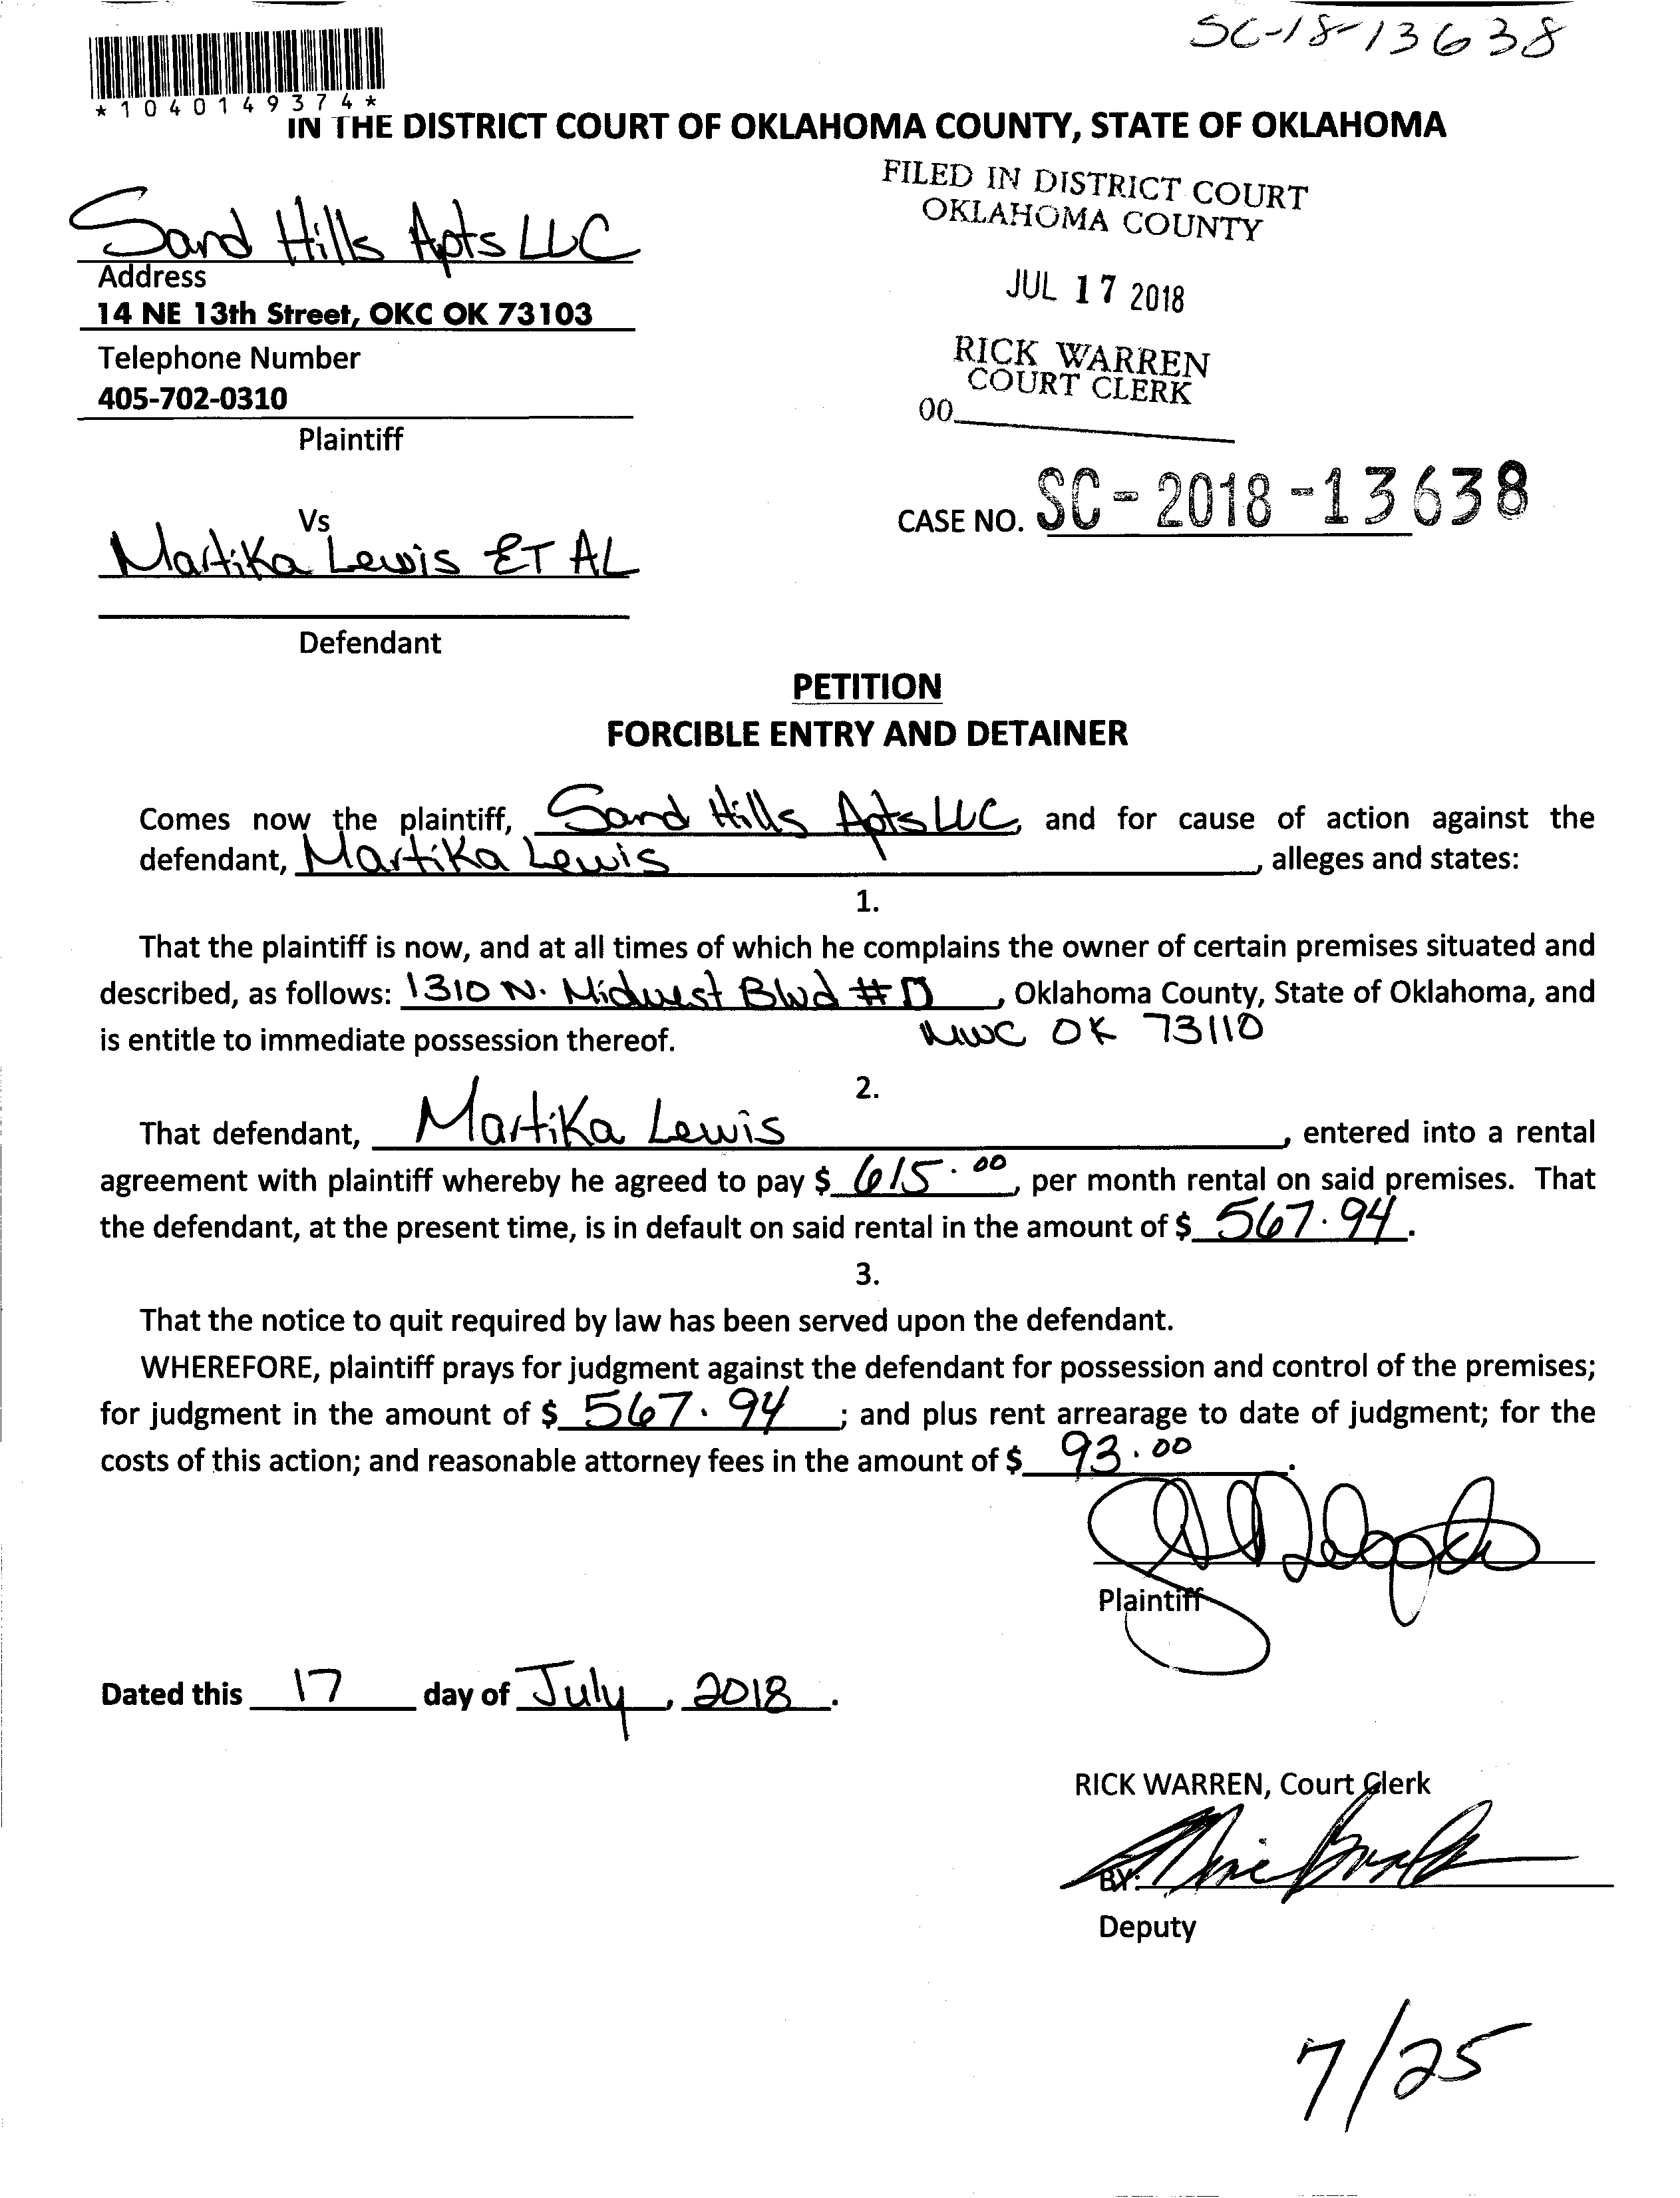 SC-18-13638
*1040149374*
IN THE DISTRICT COURT OF OKLAHOMA COUNTY, STATE OF OKLAHOMA
FILED IN DISTRICT COURT
OKLAHOMA COUNTY
JUL 17 2018
RICK WARREN
COURT CLERK
00
Sand Hills Apts LLC
Address
14 NE 13th Street, OKC OK 73103
Telephone Number
405-702-0310
Plaintiff
CASE NO. SC-2018-13638
Vs
Martika Lewis ET AL
Defendant
PETITION
FORCIBLE ENTRY AND DETAINER
Comes now the plaintiff, Sand Hills Apts LLC, and for cause of action against the
defendant, Martika Lewis, alleges and states:
1.
That the plaintiff is now, and at all times of which he complains the owner of certain premises situated and
described, as follows: 1310 N. Midwest Blvd #D, Oklahoma County, State of Oklahoma, and
is entitle to immediate possession thereof. MWC OK 73110
2.
That defendant, Martika Lewis, entered into a rental
agreement with plaintiff whereby he agreed to pay $ 615.00, per month rental on said premises. That
the defendant, at the present time, is in default on said rental in the amount of $ 567.94.
3.
That the notice to quit required by law has been served upon the defendant.
WHEREFORE, plaintiff prays for judgment against the defendant for possession and control of the premises;
for judgment in the amount of $ 567.94; and plus rent arrearage to date of judgment; for the
costs of this action; and reasonable attorney fees in the amount of $ 93.00.
Plaintiff
Dated this 17 day of July, 2018.
RICK WARREN, Court Clerk
BY:
Deputy
7/25